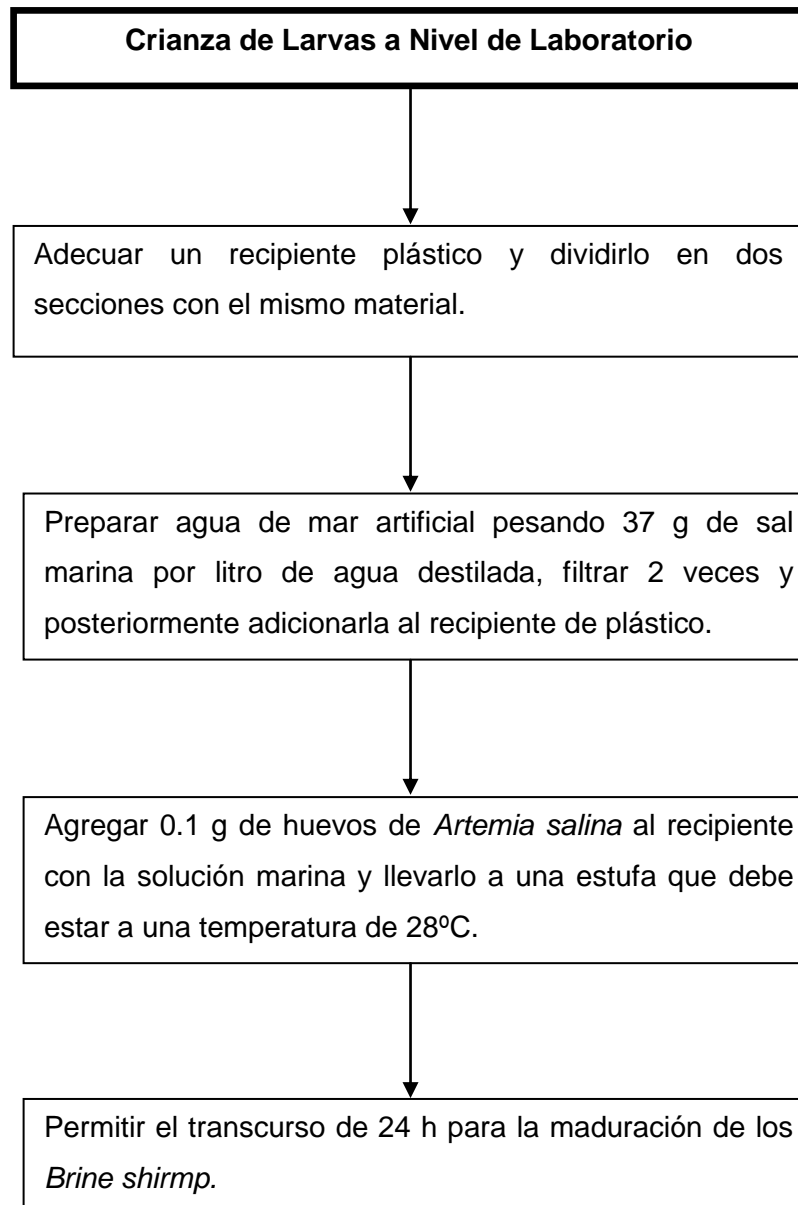 Crianza de Larvas a Nivel de Laboratorio
Adecuar un recipiente plástico y dividirlo en dos
secciones con el mismo material.
Preparar agua de mar artificial pesando 37 g de sal
marina por litro de agua destilada, filtrar 2 veces y
posteriormente adicionarla al recipiente de plástico.
Agregar 0.1 g de huevos de Artemia salina al recipiente
con la solución marina y llevarlo a una estufa que debe
estar a una temperatura de 28ºC.
Permitir el transcurso de 24 h para la maduración de los
Brine shirmp.